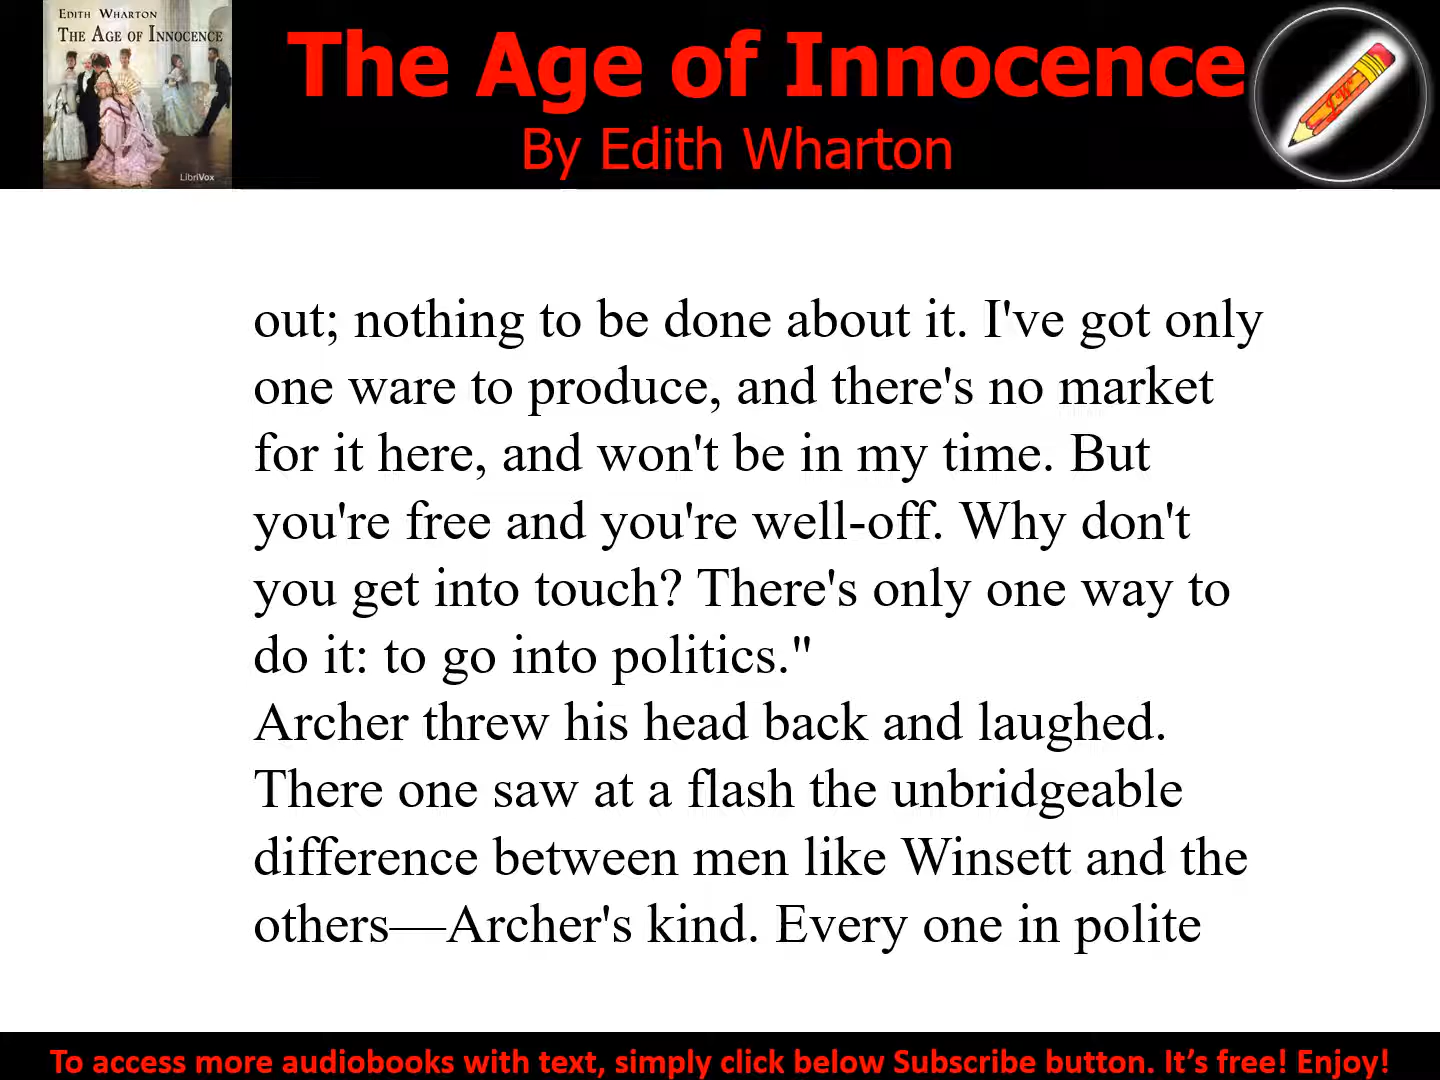 EDITH WHARTON
THE AGE OF INNOCENCE
LibriVox
The Age of Innocence
By Edith Wharton
out; nothing to be done about it. I've got only
one ware to produce, and there's no market
for it here, and won't be in my time. But
you're free and you're well-off. Why don't
you get into touch? There's only one way to
do it: to go into politics."
Archer threw his head back and laughed.
There one saw at a flash the unbridgeable
difference between men like Winsett and the
others—Archer's kind. Every one in polite
To access more audiobooks with text, simply click below Subscribe button. It’s free! Enjoy!